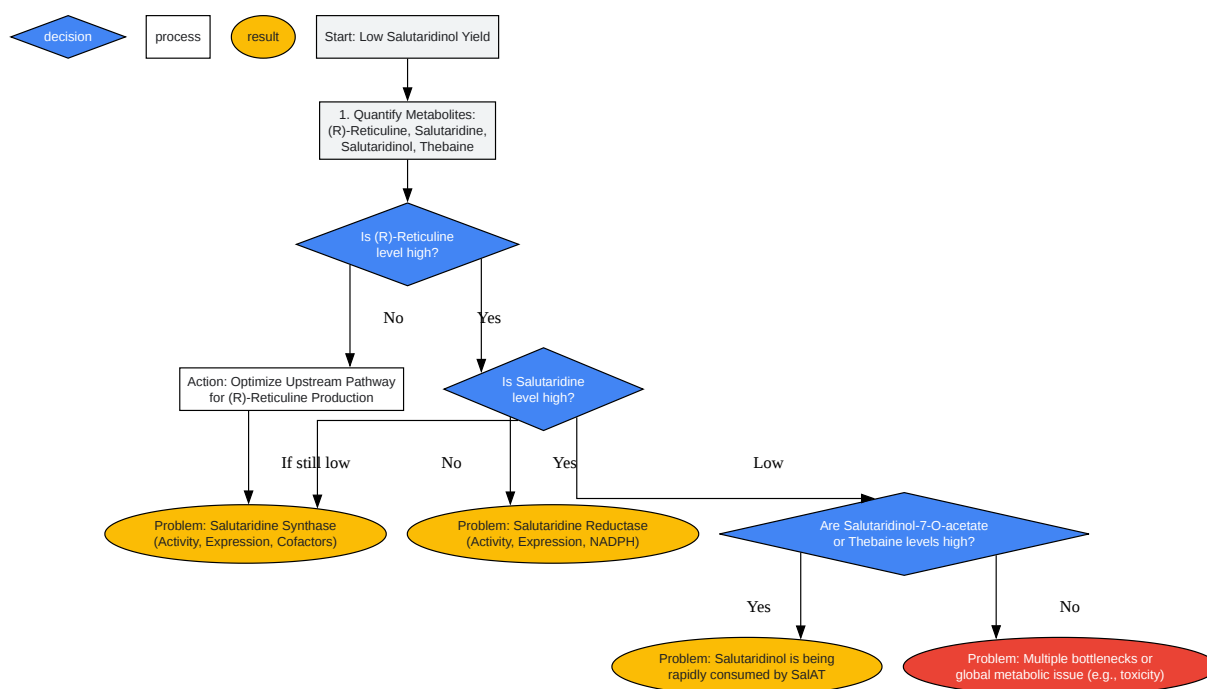 decision
process
result
Start: Low Salutaridinol Yield
1. Quantify Metabolites:
(R)-Reticuline, Salutaridine,
Salutaridinol, Thebaine
Is (R)-Reticuline
level high?
No
Yes
Action: Optimize Upstream Pathway
for (R)-Reticuline Production
Is Salutaridine
level high?
If still low
No
Yes
Low
Problem: Salutaridine Synthase
(Activity, Expression, Cofactors)
Problem: Salutaridine Reductase
(Activity, Expression, NADPH)
Are Salutaridinol-7-O-acetate
or Thebaine levels high?
Yes
No
Problem: Salutaridinol is being
rapidly consumed by SalAT
Problem: Multiple bottlenecks or
global metabolic issue (e.g., toxicity)